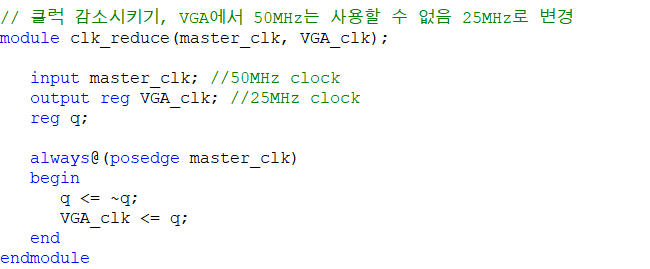 // 클럭 감소시키기, VGA에서 50MHz는 사용할 수 없음 25MHz로 변경
module clk_reduce(master_clk, VGA_clk);
input master_clk; //50MHz clock
output reg VGA_clk; //25MHz clock
reg q;
always@(posedge master_clk)
begin
q <= ~q;
VGA_clk <= q;
end
endmodule